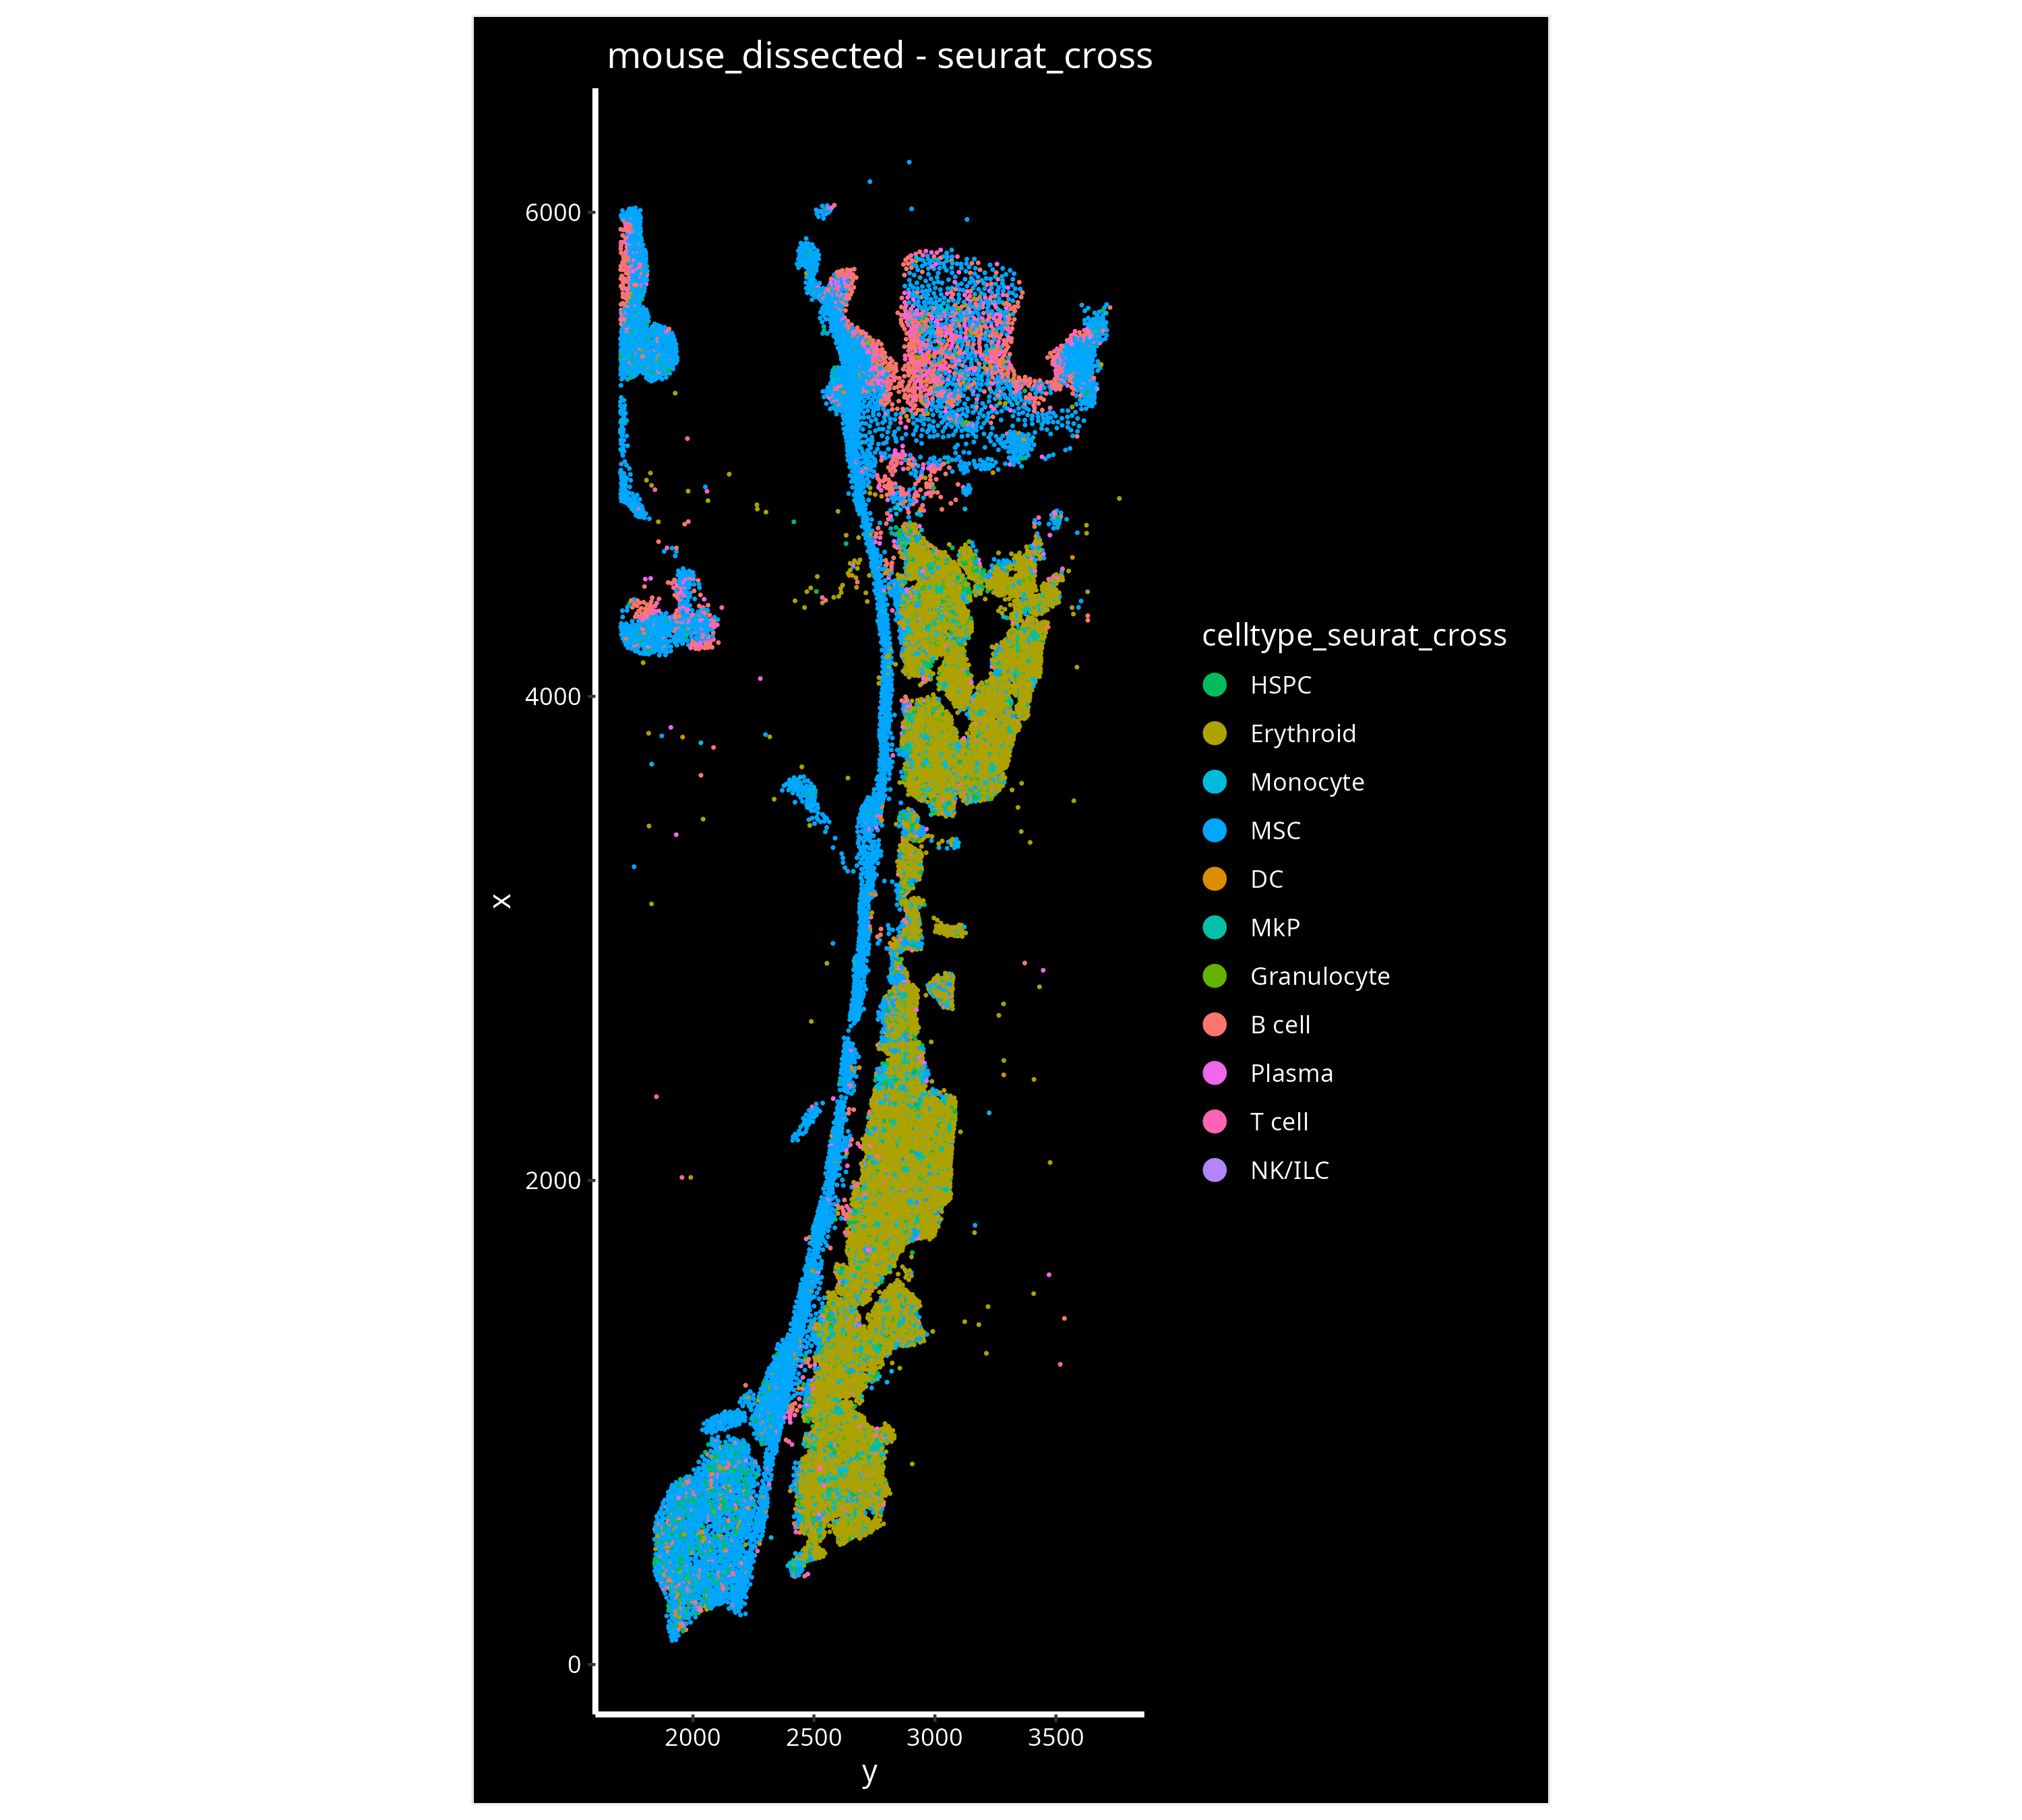 mouse_dissected - seurat_cross
6000
4000
2000
0
x
2000 2500 3000 3500
y
celltype_seurat_cross
HSPC
Erythroid
Monocyte
MSC
DC
MkP
Granulocyte
B cell
Plasma
T cell
NK/ILC